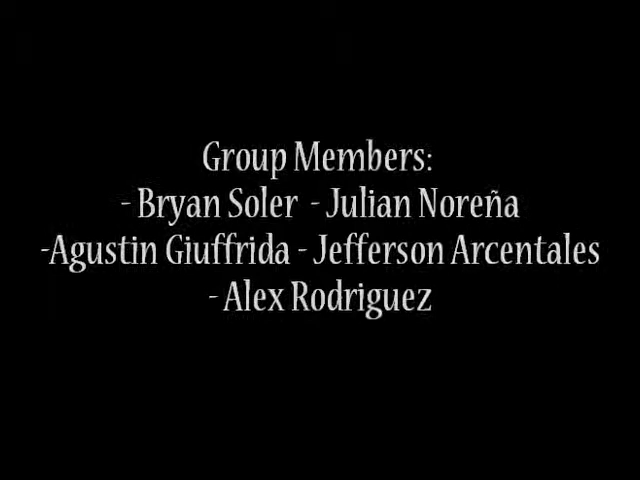 Group Members:
- Bryan Soler - Julian Noreña
-Agustin Giuffrida - Jefferson Arcentales
- Alex Rodriguez